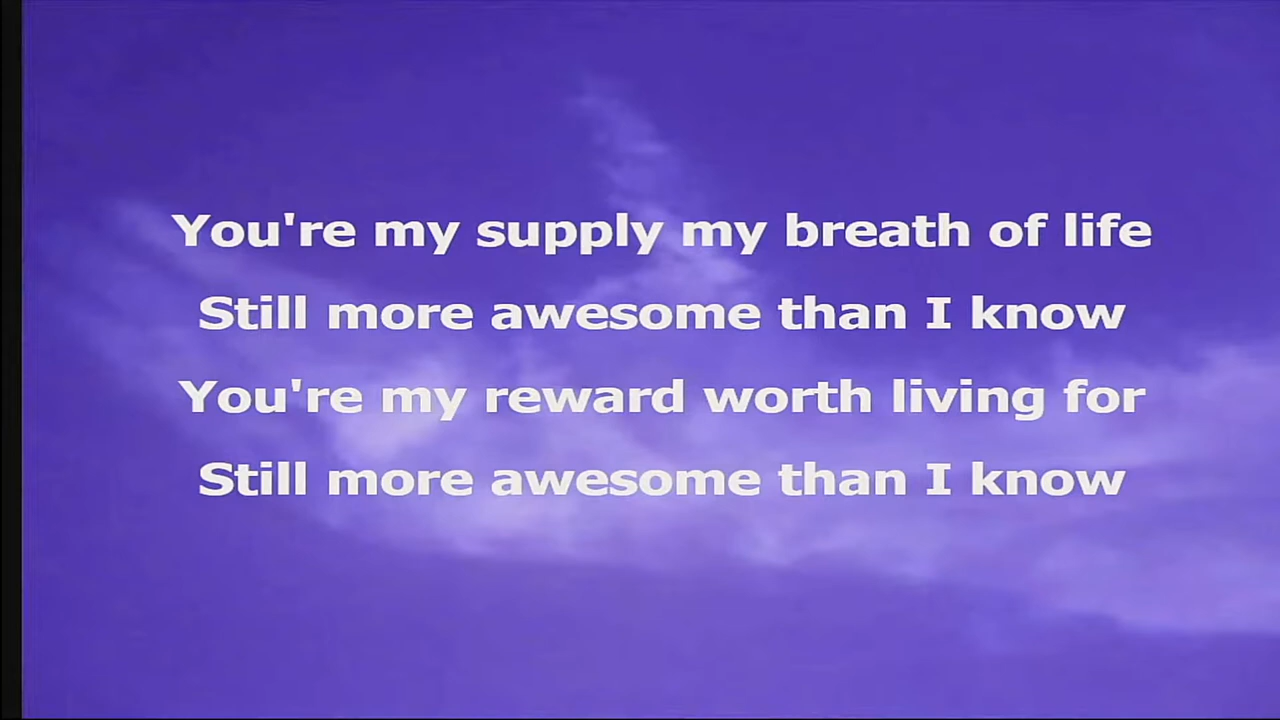 You're my supply my breath of life
Still more awesome than I know
You're my reward worth living for
Still more awesome than I know